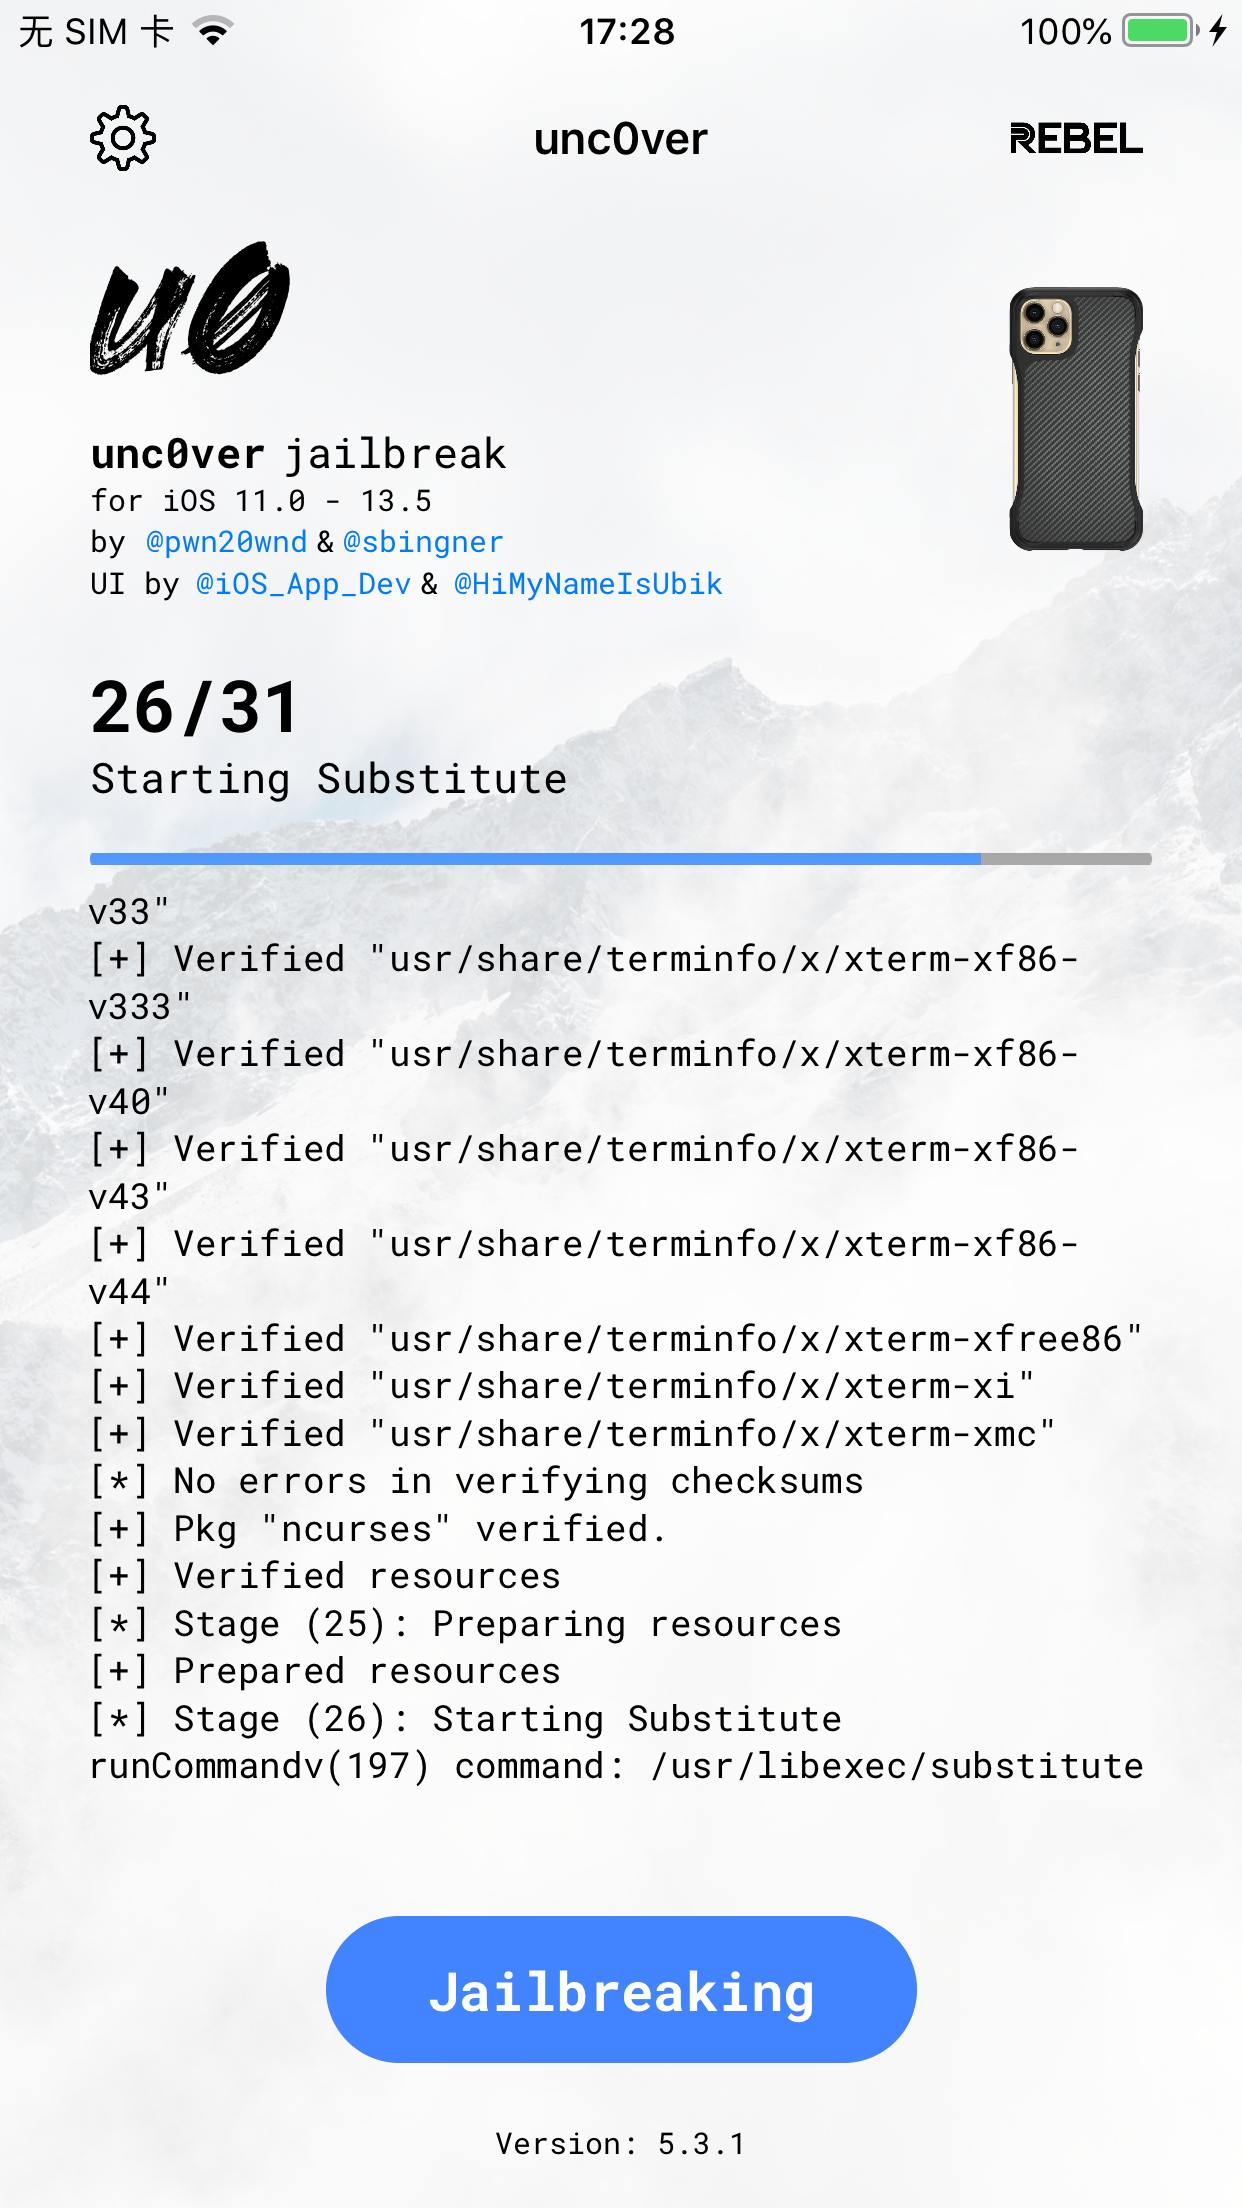 无 SIM 卡 17:28 100%
unc0ver REBEL
u0
unc0ver jailbreak
for iOS 11.0 - 13.5
by @pwn20wnd & @sbingner
UI by @iOS_App_Dev & @HiMyNameIsUbik
26/31
Starting Substitute
v33"
[+] Verified "usr/share/terminfo/x/xterm-xf86-
v333"
[+] Verified "usr/share/terminfo/x/xterm-xf86-
v40"
[+] Verified "usr/share/terminfo/x/xterm-xf86-
v43"
[+] Verified "usr/share/terminfo/x/xterm-xf86-
v44"
[+] Verified "usr/share/terminfo/x/xterm-xfree86"
[+] Verified "usr/share/terminfo/x/xterm-xi"
[+] Verified "usr/share/terminfo/x/xterm-xmc"
[*] No errors in verifying checksums
[+] Pkg "ncurses" verified.
[+] Verified resources
[*] Stage (25): Preparing resources
[+] Prepared resources
[*] Stage (26): Starting Substitute
runCommandv(197) command: /usr/libexec/substitute
Jailbreaking
Version: 5.3.1